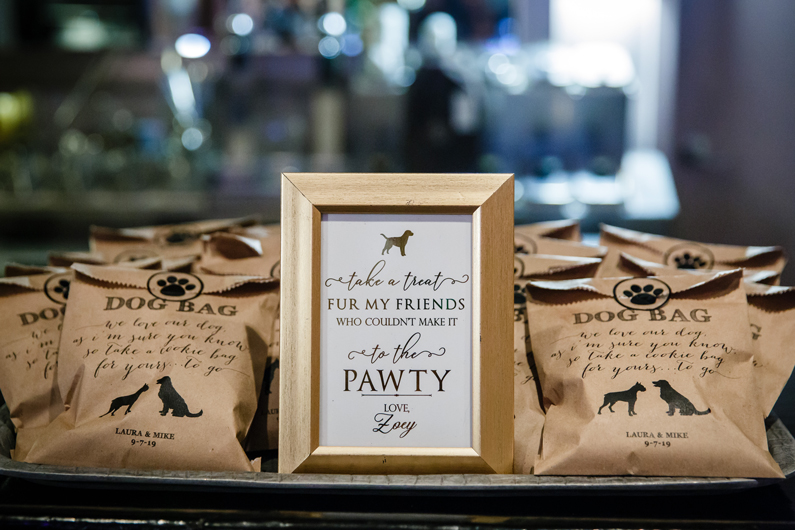 take a treat
FUR MY FRIENDS
WHO COULDN'T MAKE IT
to the
PAWTY
LOVE,
Zoey
DOG BAG
we love our dog,
as i'm sure you know
so take a cookie bag
for yours...to go
LAURA & MIKE
9-7-19
DOG BAG
we love our dog,
as i'm sure you know
so take a cookie bag
for yours...to go
LAURA & MIKE
9-7-19